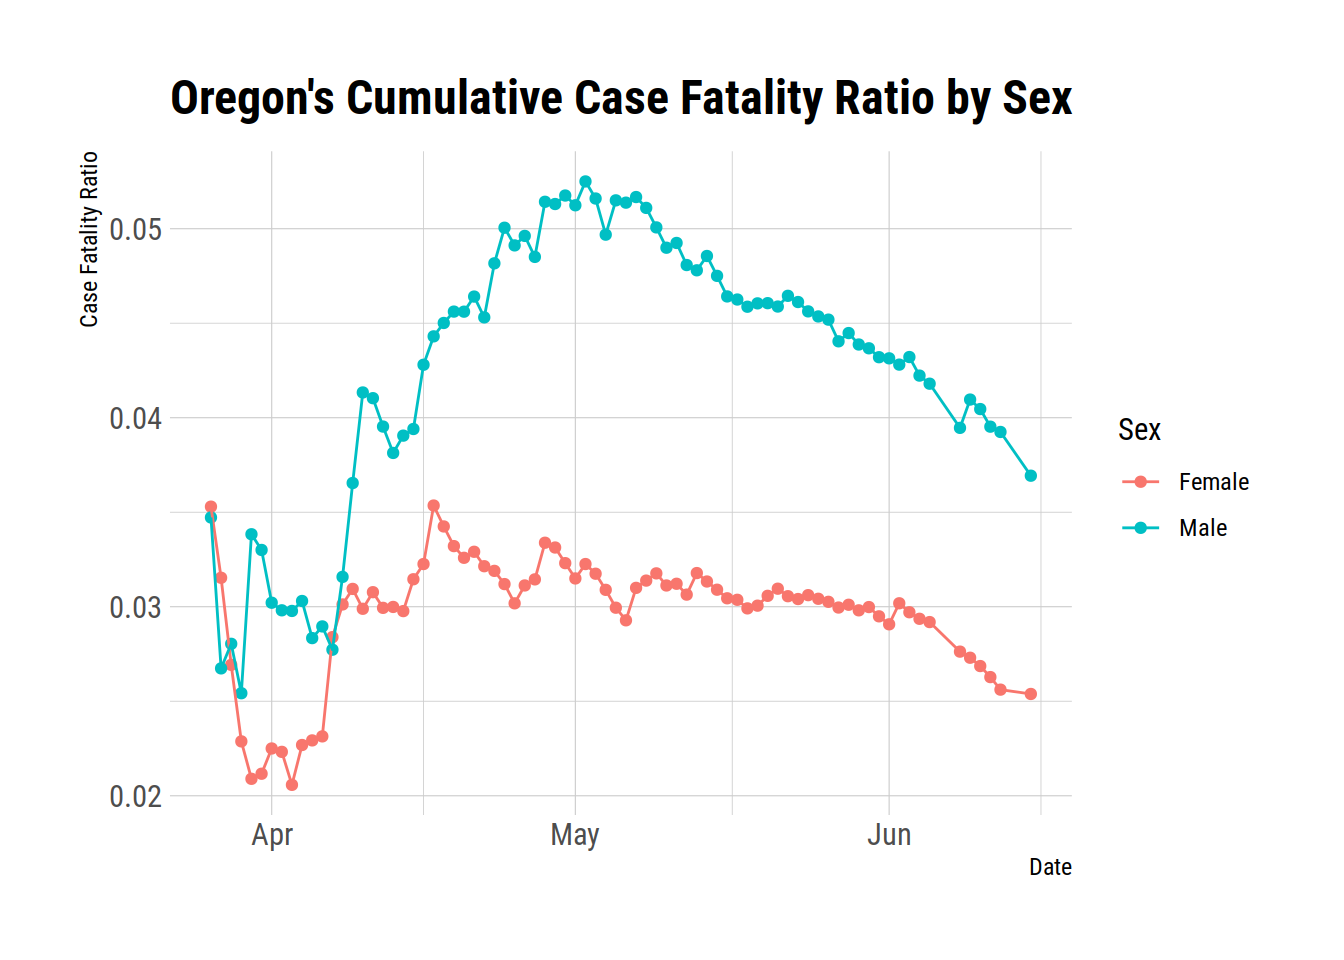 Oregon's Cumulative Case Fatality Ratio by Sex
Case Fatality Ratio
0.05
0.04
0.03
0.02
Apr
May
Jun
Date
Sex
Female
Male